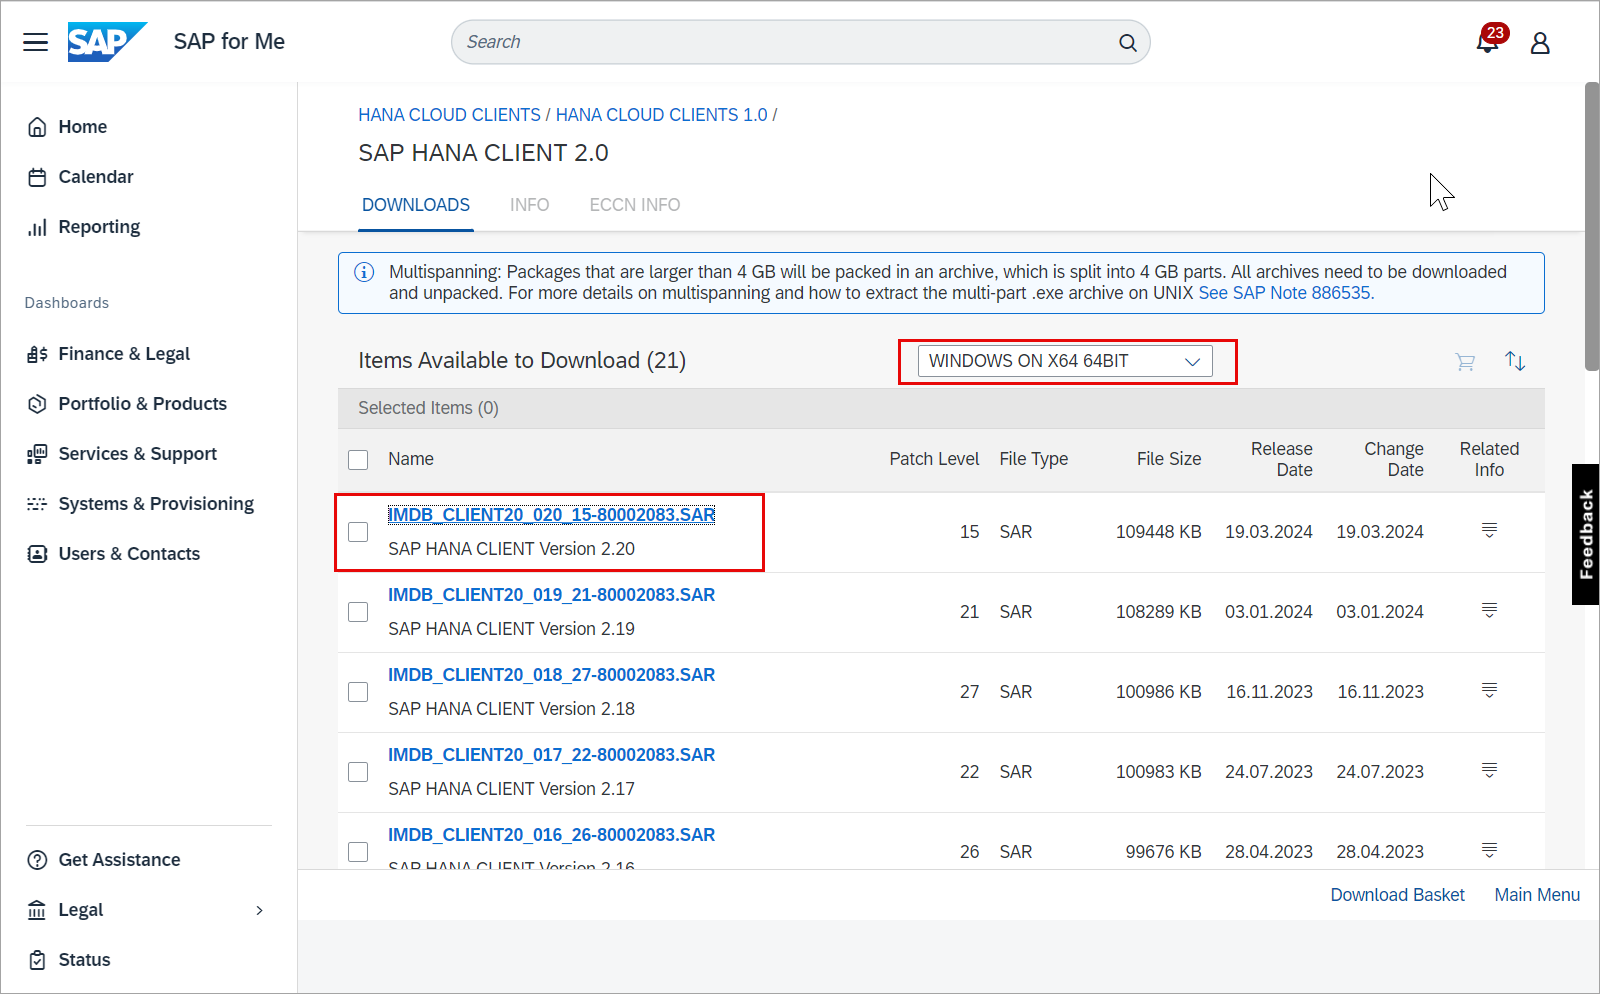 SAP
SAP for Me
Search
23
Home
Calendar
Reporting
Dashboards
Finance & Legal
Portfolio & Products
Services & Support
Systems & Provisioning
Users & Contacts
Get Assistance
Legal
Status
HANA CLOUD CLIENTS / HANA CLOUD CLIENTS 1.0 /
SAP HANA CLIENT 2.0
DOWNLOADS INFO ECCN INFO
Multispanning: Packages that are larger than 4 GB will be packed in an archive, which is split into 4 GB parts. All archives need to be downloaded
and unpacked. For more details on multispanning and how to extract the multi-part .exe archive on UNIX See SAP Note 886535.
Items Available to Download (21) WINDOWS ON X64 64BIT
Selected Items (0)
Name Patch Level File Type File Size Release Date Change Date Related Info
IMDB_CLIENT20_020_15-80002083.SAR
SAP HANA CLIENT Version 2.20
15 SAR 109448 KB 19.03.2024 19.03.2024
IMDB_CLIENT20_019_21-80002083.SAR
SAP HANA CLIENT Version 2.19
21 SAR 108289 KB 03.01.2024 03.01.2024
IMDB_CLIENT20_018_27-80002083.SAR
SAP HANA CLIENT Version 2.18
27 SAR 100986 KB 16.11.2023 16.11.2023
IMDB_CLIENT20_017_22-80002083.SAR
SAP HANA CLIENT Version 2.17
22 SAR 100983 KB 24.07.2023 24.07.2023
IMDB_CLIENT20_016_26-80002083.SAR
SAP HANA CLIENT Version 2.16
26 SAR 99676 KB 28.04.2023 28.04.2023
Download Basket Main Menu
Feedback